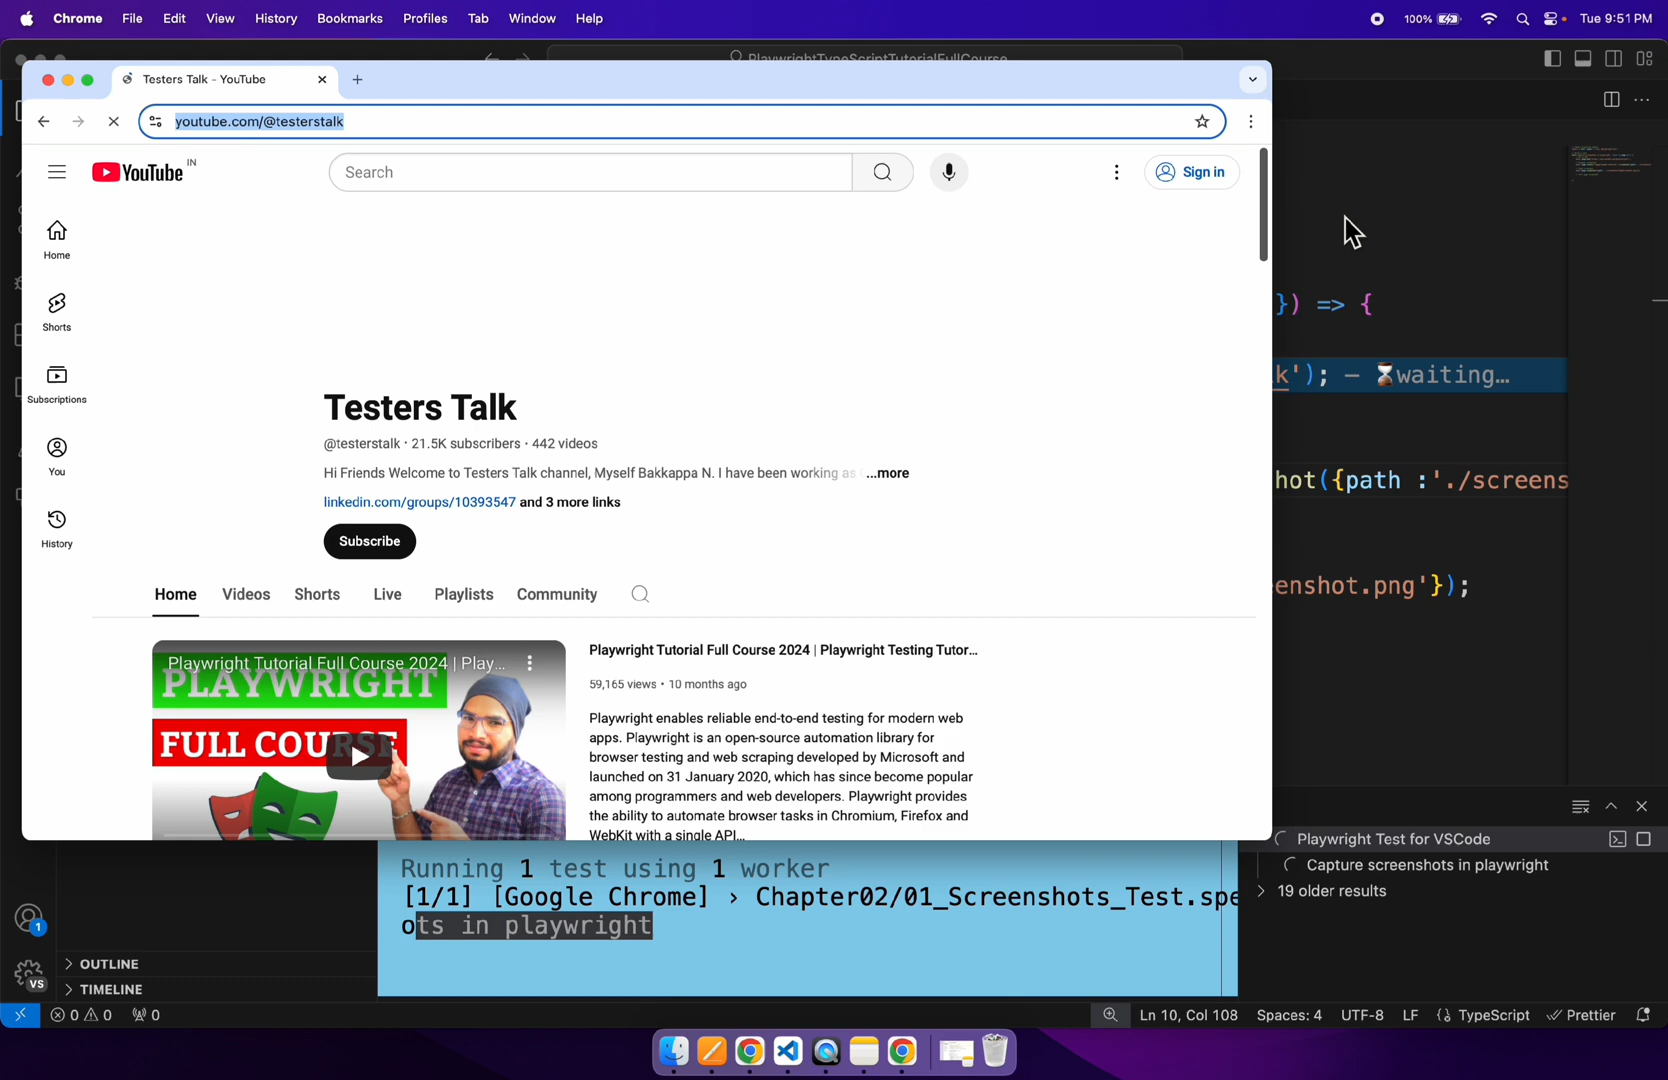 Chrome File Edit View History Bookmarks Profiles Tab Window Help
100% Tue 9:51 PM
PlaywrightTypeScriptTutorialFullCourse
Testers Talk - YouTube
youtube.com/@testerstalk
YouTube IN
Search
Sign in
Home
Shorts
Subscriptions
You
History
Testers Talk
@testerstalk · 21.5K subscribers · 442 videos
Hi Friends Welcome to Testers Talk channel, Myself Bakkappa N. I have been working as ...more
linkedin.com/groups/10393547 and 3 more links
Subscribe
Home Videos Shorts Live Playlists Community
Playwright Tutorial Full Course 2024 | Play...
PLAYWRIGHT
FULL COURSE
Playwright Tutorial Full Course 2024 | Playwright Testing Tutor...
59,165 views · 10 months ago
Playwright enables reliable end-to-end testing for modern web
apps. Playwright is an open-source automation library for
browser testing and web scraping developed by Microsoft and
launched on 31 January 2020, which has since become popular
among programmers and web developers. Playwright provides
the ability to automate browser tasks in Chromium, Firefox and
WebKit with a single API...
}) => {
k'); — ⌛waiting…
hot({path :'./screens
enshot.png'});
Playwright Test for VSCode
Capture screenshots in playwright
19 older results
Running 1 test using 1 worker
[1/1] [Google Chrome] › Chapter02/01_Screenshots_Test.spe
ots in playwright
1
VS
OUTLINE
TIMELINE
0 0 0
Ln 10, Col 108 Spaces: 4 UTF-8 LF {} TypeScript Prettier